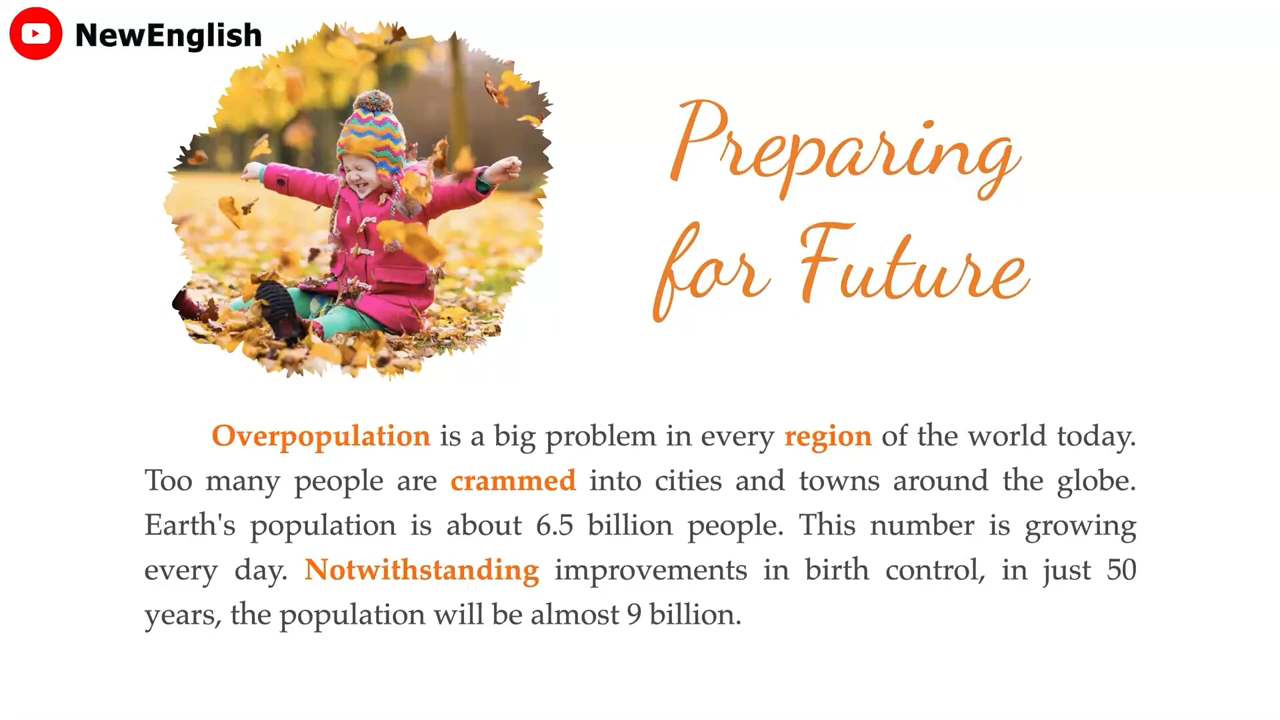 NewEnglish
Preparing
for Future
Overpopulation is a big problem in every region of the world today.
Too many people are crammed into cities and towns around the globe.
Earth's population is about 6.5 billion people. This number is growing
every day. Notwithstanding improvements in birth control, in just 50
years, the population will be almost 9 billion.